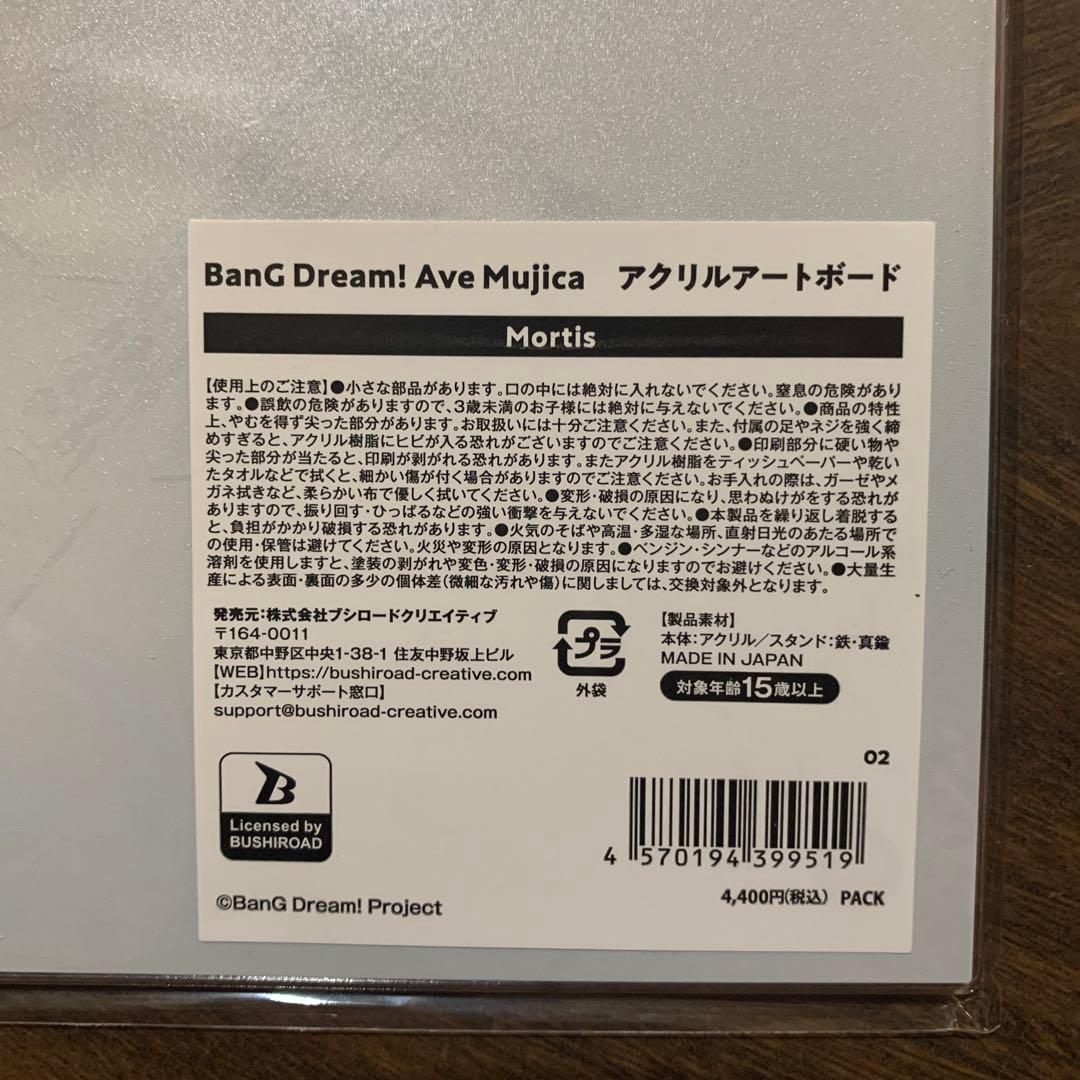 BanG Dream! Ave Mujica アクリルアートボード
Mortis
【使用上のご注意】●小さな部品があります。口の中には絶対に入れないでください。窒息の危険があり
ます。●誤飲の危険がありますので、3歳未満のお子様には絶対に与えないでください。●商品の特性
上、やむを得ず尖った部分があります。お取扱いには十分ご注意ください。また、付属の足やネジを強く締
めすぎると、アクリル樹脂にヒビが入る恐れがございますのでご注意ください。●印刷部分に硬い物や
尖った部分が当たると、印刷が剥がれる恐れがあります。またアクリル樹脂をティッシュペーパーや乾い
たタオルなどで拭くと、細かい傷が付く場合がありますのでご注意ください。お手入れの際は、ガーゼやメ
ガネ拭きなど、柔らかい布で優しく拭いてください。●変形・破損の原因になり、思わぬけがをする恐れが
ありますので、振り回す・ひっぱるなどの強い衝撃を与えないでください。●本製品を繰り返し着脱する
と、負担がかかり破損する恐れがあります。●火気のそばや高温・多湿な場所、直射日光のあたる場所で
の使用・保管は避けてください。火災や変形の原因となります。●ベンジン・シンナーなどのアルコール系
溶剤を使用しますと、塗装の剥がれや変色・変形・破損の原因になりますのでお避けください。●大量生
産による表面・裏面の多少の個体差(微細な汚れや傷)に関しましては、交換対象外となります。
発売元:株式会社ブシロードクリエイティブ
〒164-0011
東京都中野区中央1-38-1 住友中野坂上ビル
【WEB】https://bushiroad-creative.com
【カスタマーサポート窓口】
support@bushiroad-creative.com
プラ
外袋
【製品素材】
本体:アクリル/スタンド:鉄・真鍮
MADE IN JAPAN
対象年齢15歳以上
02
B
Licensed by
BUSHIROAD
4 570194 399519
©BanG Dream! Project
4,400円(税込) PACK